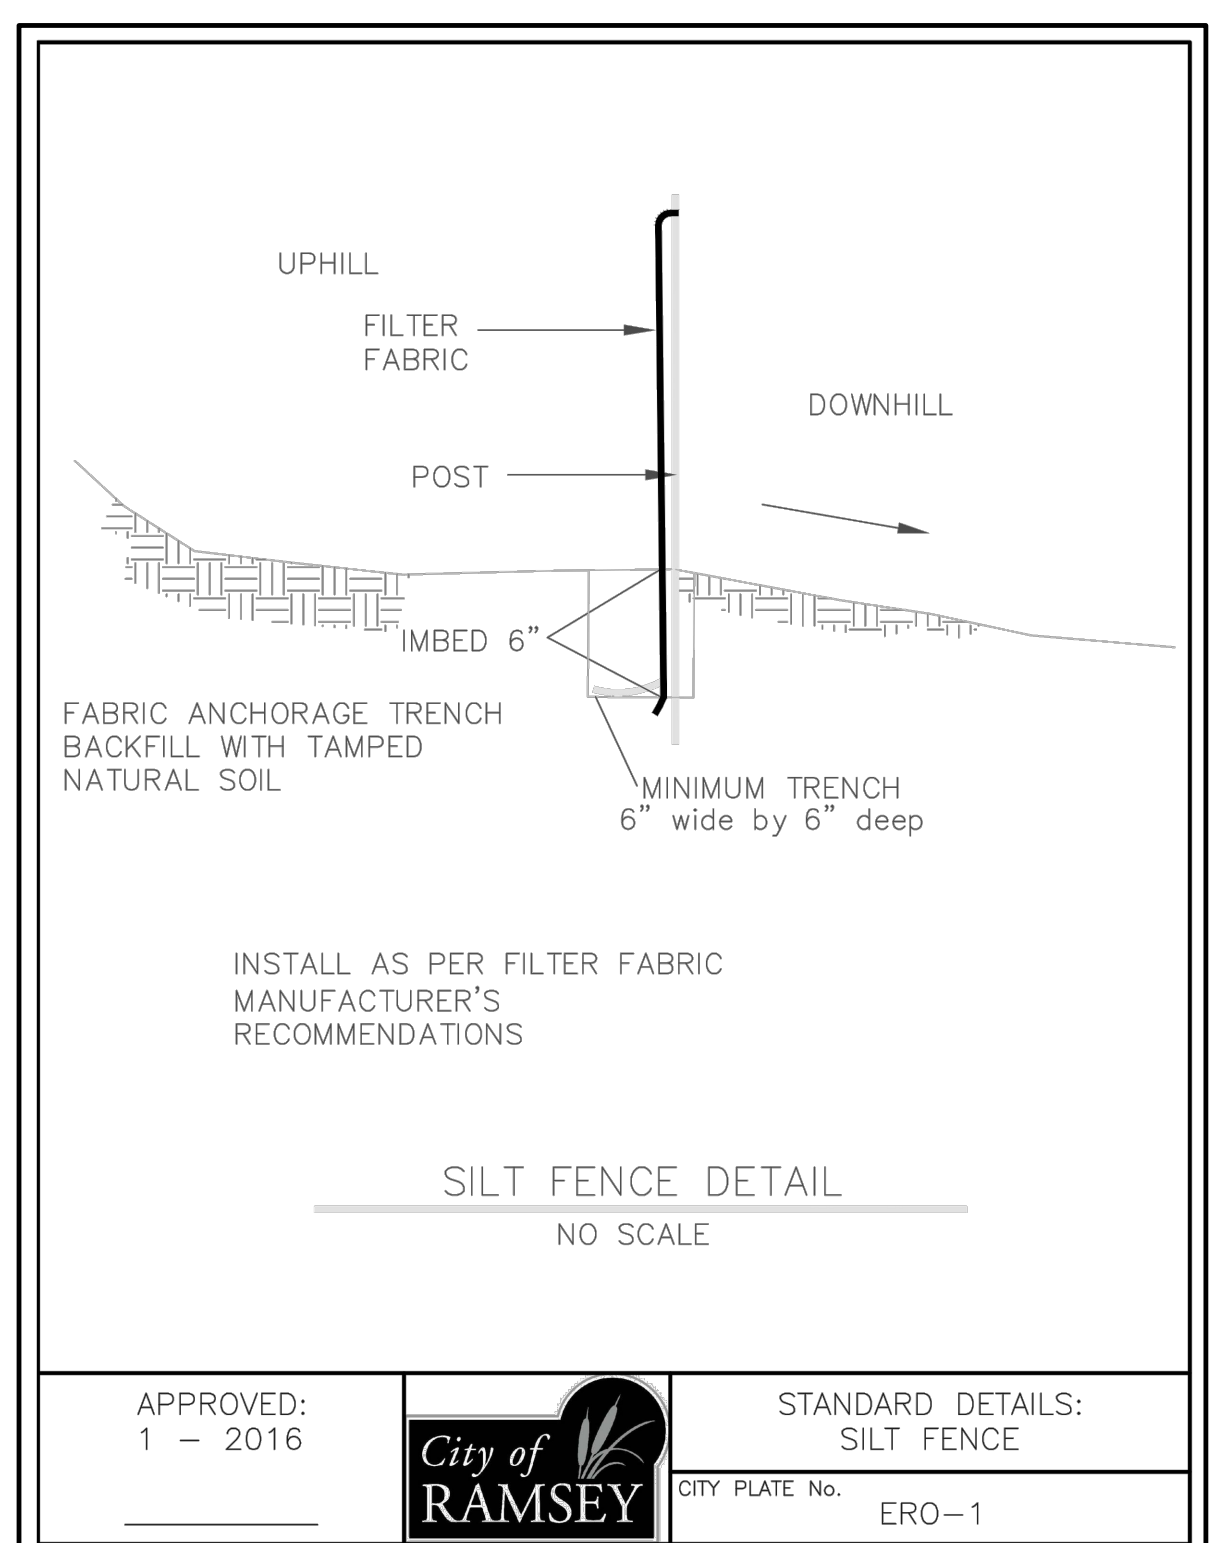 UPHILL
FILTER
FABRIC
DOWNHILL
POST
IMBED 6”
FABRIC ANCHORAGE TRENCH
BACKFILL WITH TAMPED
NATURAL SOIL
MINIMUM TRENCH
6” wide by 6” deep
INSTALL AS PER FILTER FABRIC
MANUFACTURER’S
RECOMMENDATIONS
SILT FENCE DETAIL
NO SCALE
APPROVED:
1 – 2016
City of
RAMSEY
STANDARD DETAILS:
SILT FENCE
CITY PLATE No.
ERO–1